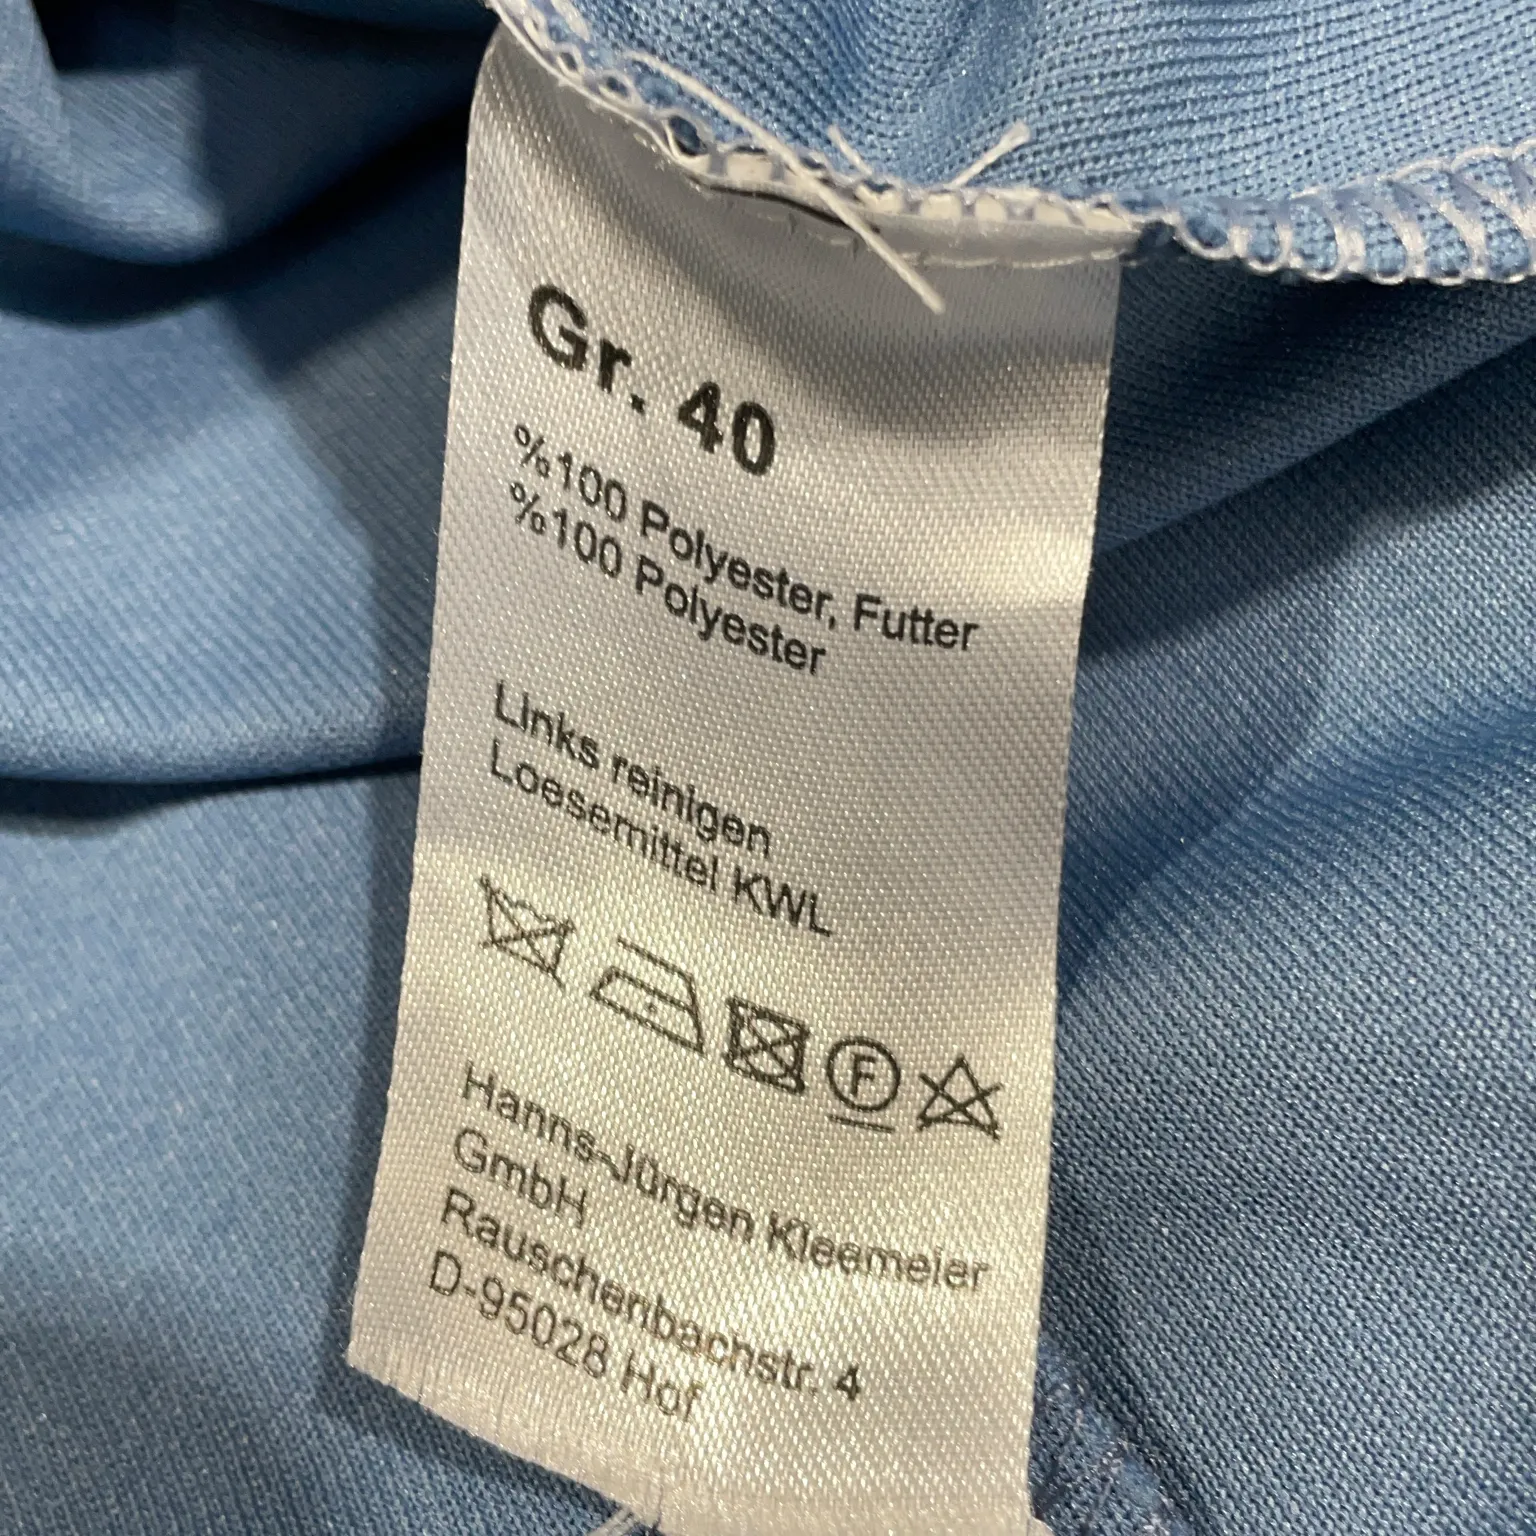 Gr. 40
%100 Polyester, Futter
%100 Polyester
Links reinigen
Loesemittel KWL
F
Hanns-Jürgen Kleemeier
GmbH
Rauschenbachstr. 4
D-95028 Hof